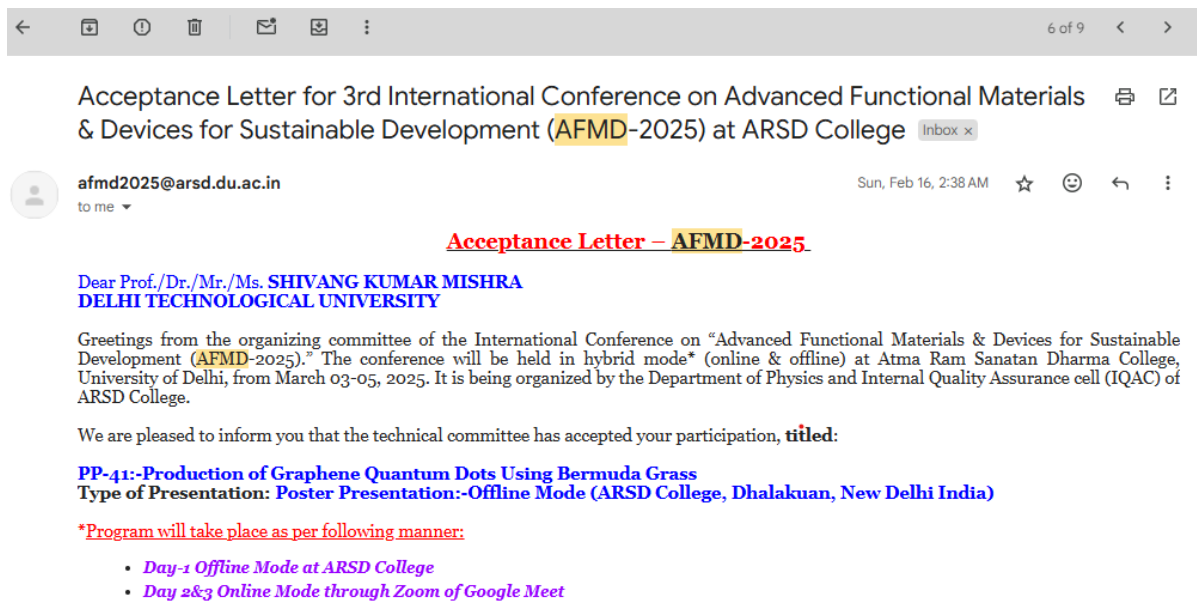 6 of 9
Acceptance Letter for 3rd International Conference on Advanced Functional Materials
& Devices for Sustainable Development (AFMD-2025) at ARSD College Inbox ×
afmd2025@arsd.du.ac.in
Sun, Feb 16, 2:38 AM
to me
Acceptance Letter – AFMD-2025
Dear Prof./Dr./Mr./Ms. SHIVANG KUMAR MISHRA
DELHI TECHNOLOGICAL UNIVERSITY
Greetings from the organizing committee of the International Conference on “Advanced Functional Materials & Devices for Sustainable
Development (AFMD-2025).” The conference will be held in hybrid mode* (online & offline) at Atma Ram Sanatan Dharma College,
University of Delhi, from March 03-05, 2025. It is being organized by the Department of Physics and Internal Quality Assurance cell (IQAC) of
ARSD College.
We are pleased to inform you that the technical committee has accepted your participation, titled:
PP-41:-Production of Graphene Quantum Dots Using Bermuda Grass
Type of Presentation: Poster Presentation:-Offline Mode (ARSD College, Dhalakuan, New Delhi India)
*Program will take place as per following manner:
• Day-1 Offline Mode at ARSD College
• Day 2&3 Online Mode through Zoom of Google Meet